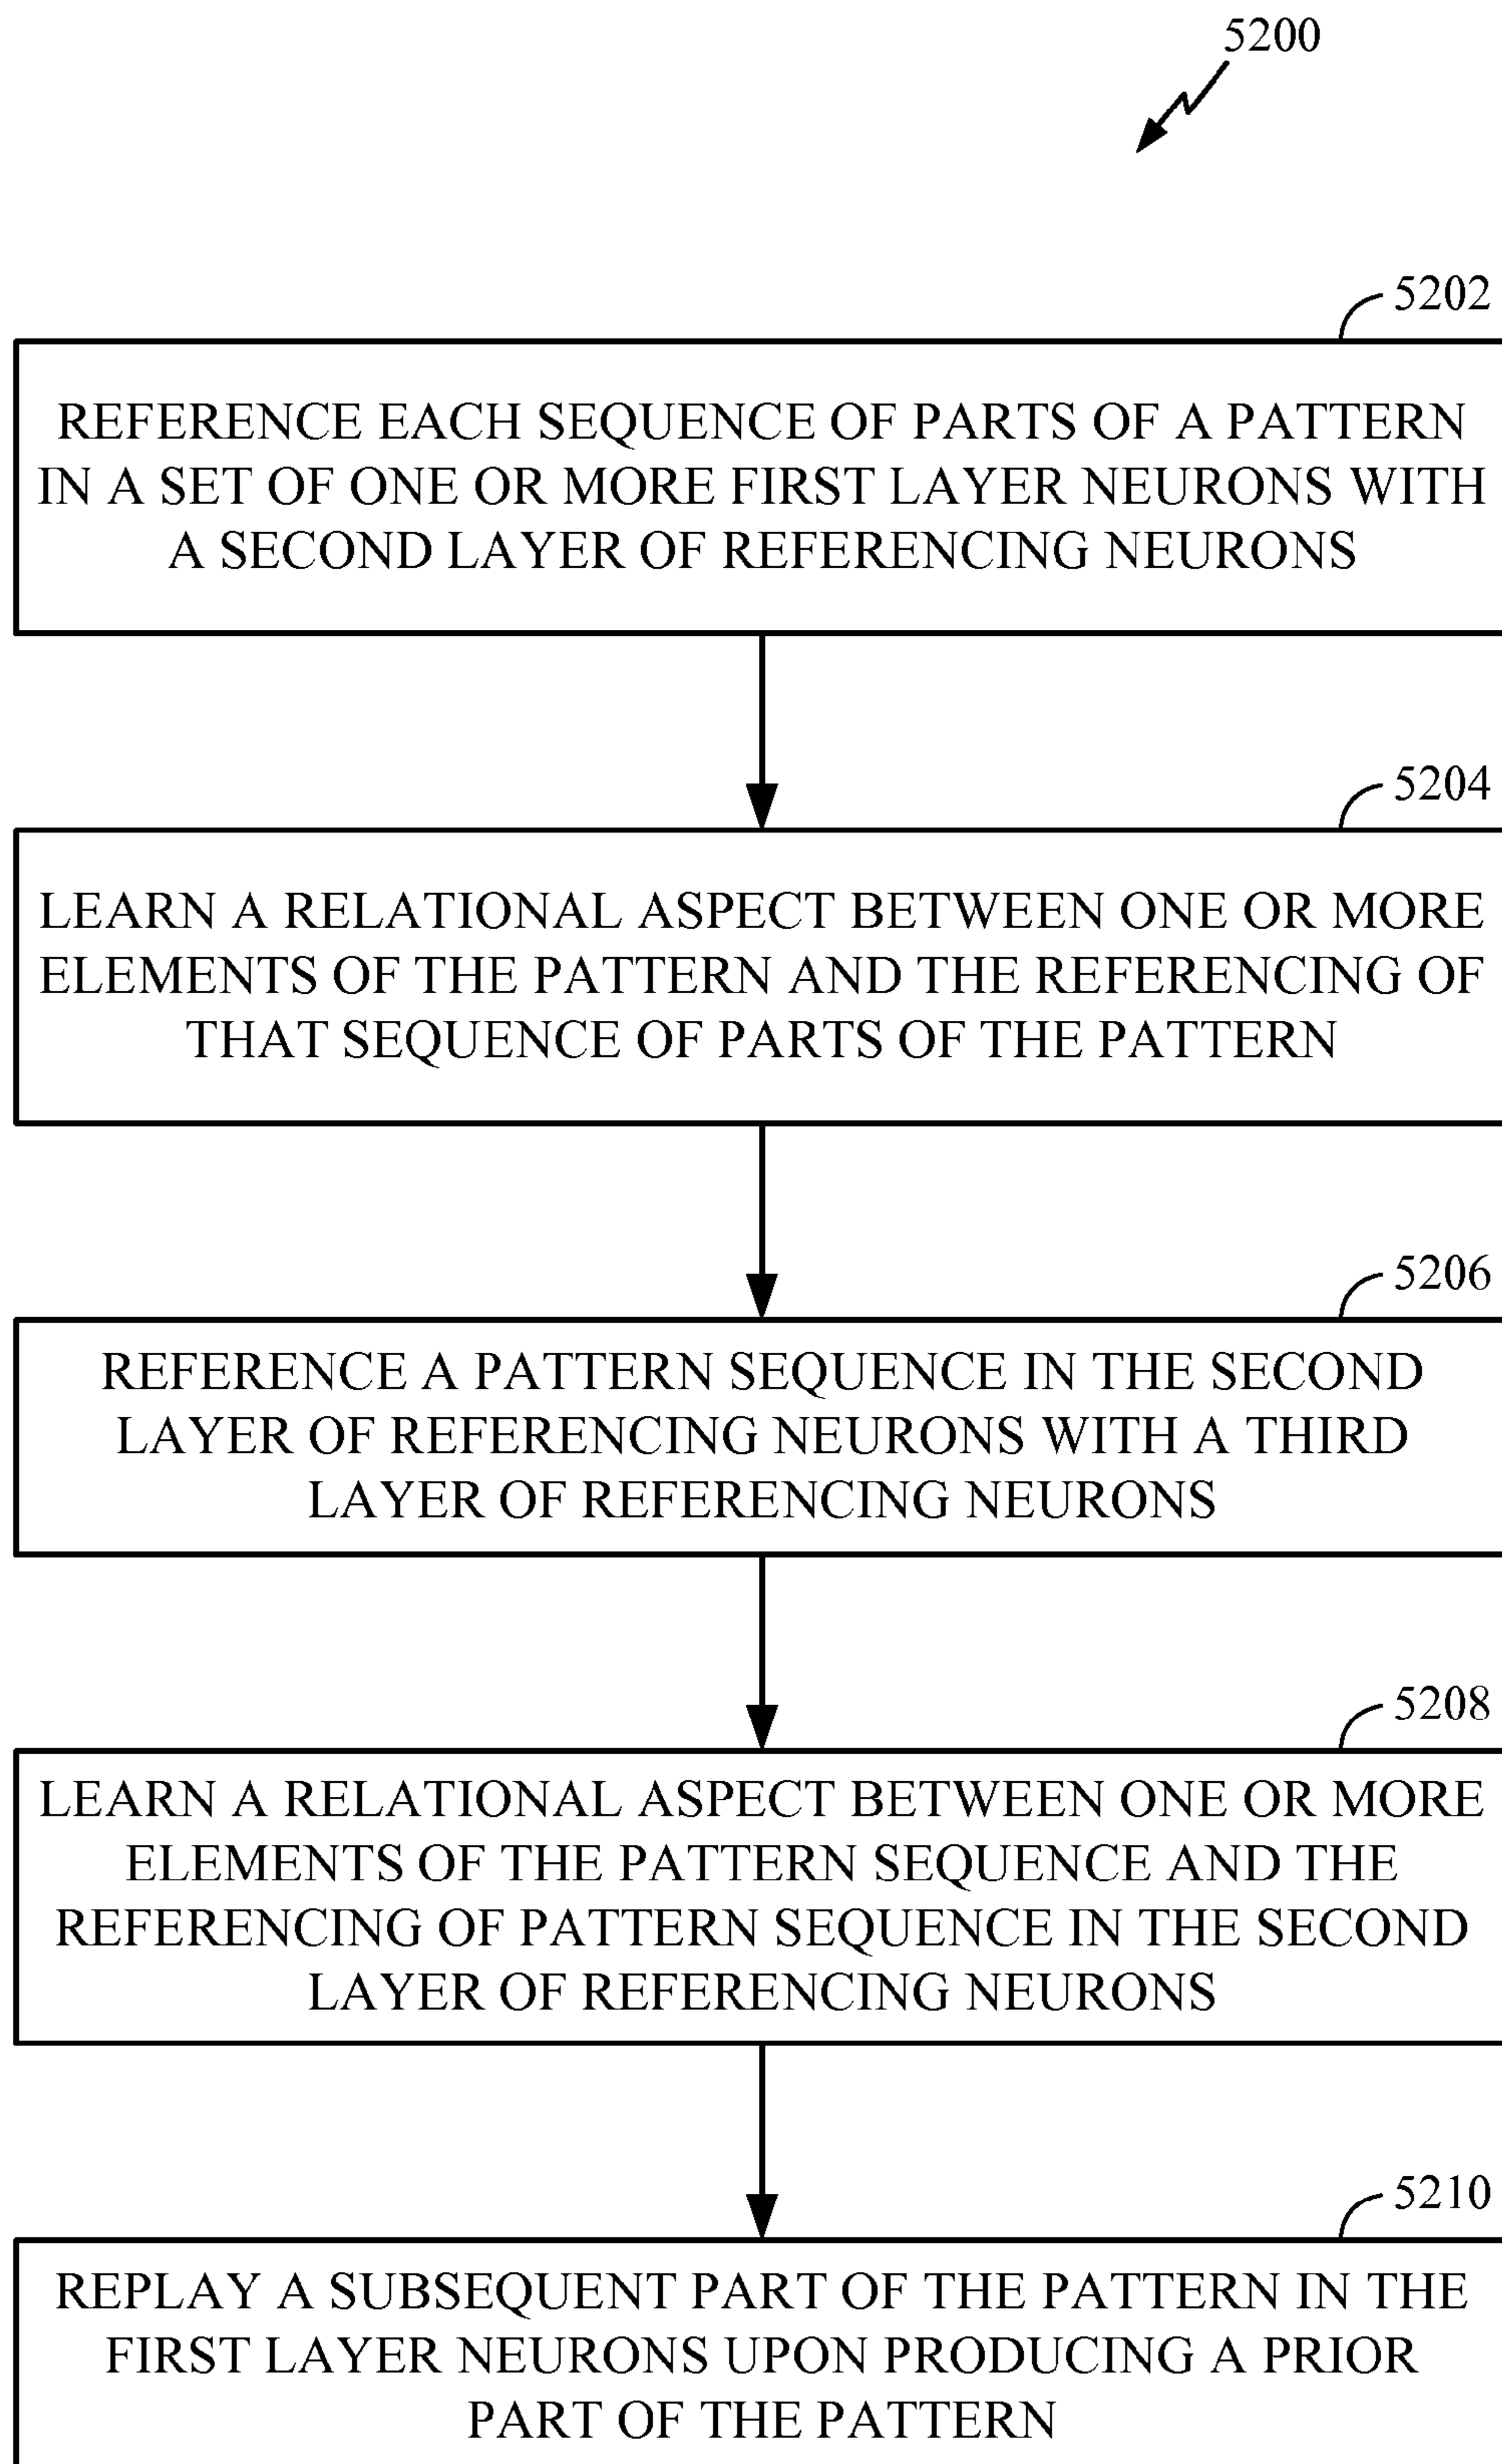 5200
5202
REFERENCE EACH SEQUENCE OF PARTS OF A PATTERN
IN A SET OF ONE OR MORE FIRST LAYER NEURONS WITH
A SECOND LAYER OF REFERENCING NEURONS
5204
LEARN A RELATIONAL ASPECT BETWEEN ONE OR MORE
ELEMENTS OF THE PATTERN AND THE REFERENCING OF
THAT SEQUENCE OF PARTS OF THE PATTERN
5206
REFERENCE A PATTERN SEQUENCE IN THE SECOND
LAYER OF REFERENCING NEURONS WITH A THIRD
LAYER OF REFERENCING NEURONS
5208
LEARN A RELATIONAL ASPECT BETWEEN ONE OR MORE
ELEMENTS OF THE PATTERN SEQUENCE AND THE
REFERENCING OF PATTERN SEQUENCE IN THE SECOND
LAYER OF REFERENCING NEURONS
5210
REPLAY A SUBSEQUENT PART OF THE PATTERN IN THE
FIRST LAYER NEURONS UPON PRODUCING A PRIOR
PART OF THE PATTERN